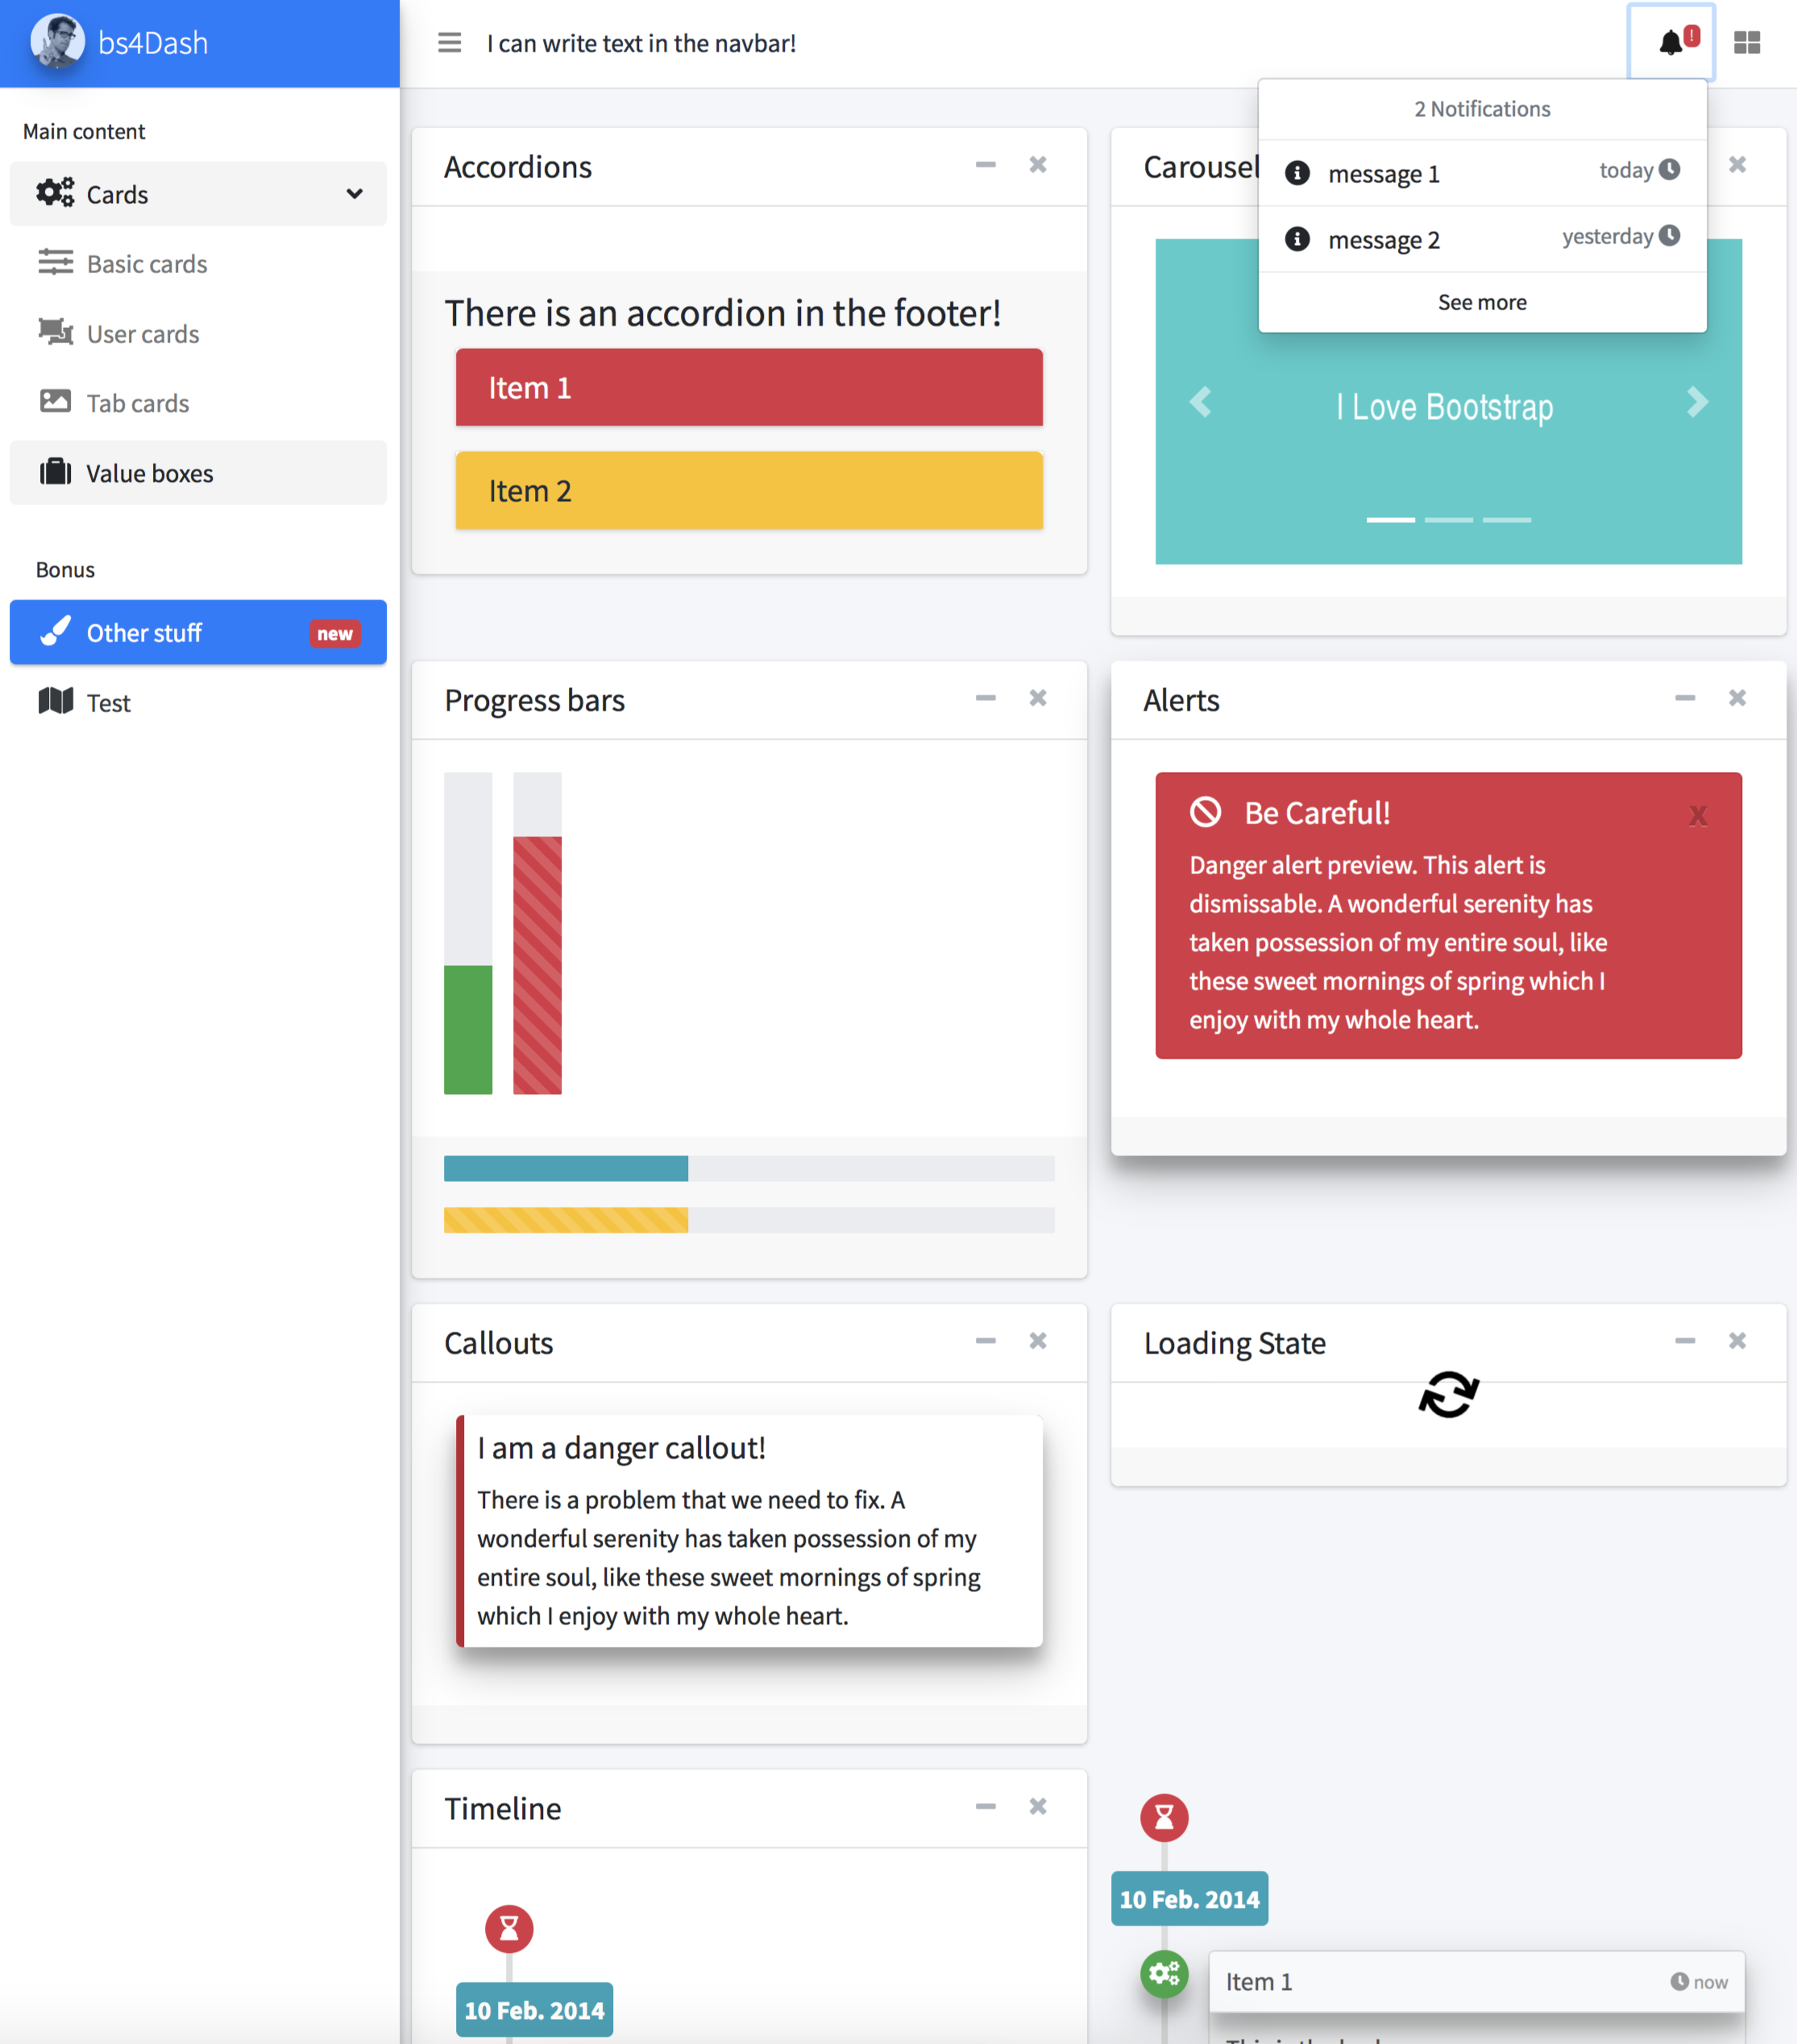 bs4Dash
I can write text in the navbar!
!
2 Notifications
message 1 today
message 2 yesterday
See more
Main content
Cards
Basic cards
User cards
Tab cards
Value boxes
Bonus
Other stuff new
Test
Accordions
There is an accordion in the footer!
Item 1
Item 2
Carousel
I Love Bootstrap
Progress bars
Alerts
Be Careful!
x
Danger alert preview. This alert is
dismissable. A wonderful serenity has
taken possession of my entire soul, like
these sweet mornings of spring which I
enjoy with my whole heart.
Callouts
I am a danger callout!
There is a problem that we need to fix. A
wonderful serenity has taken possession of my
entire soul, like these sweet mornings of spring
which I enjoy with my whole heart.
Loading State
Timeline
10 Feb. 2014
10 Feb. 2014
Item 1 now